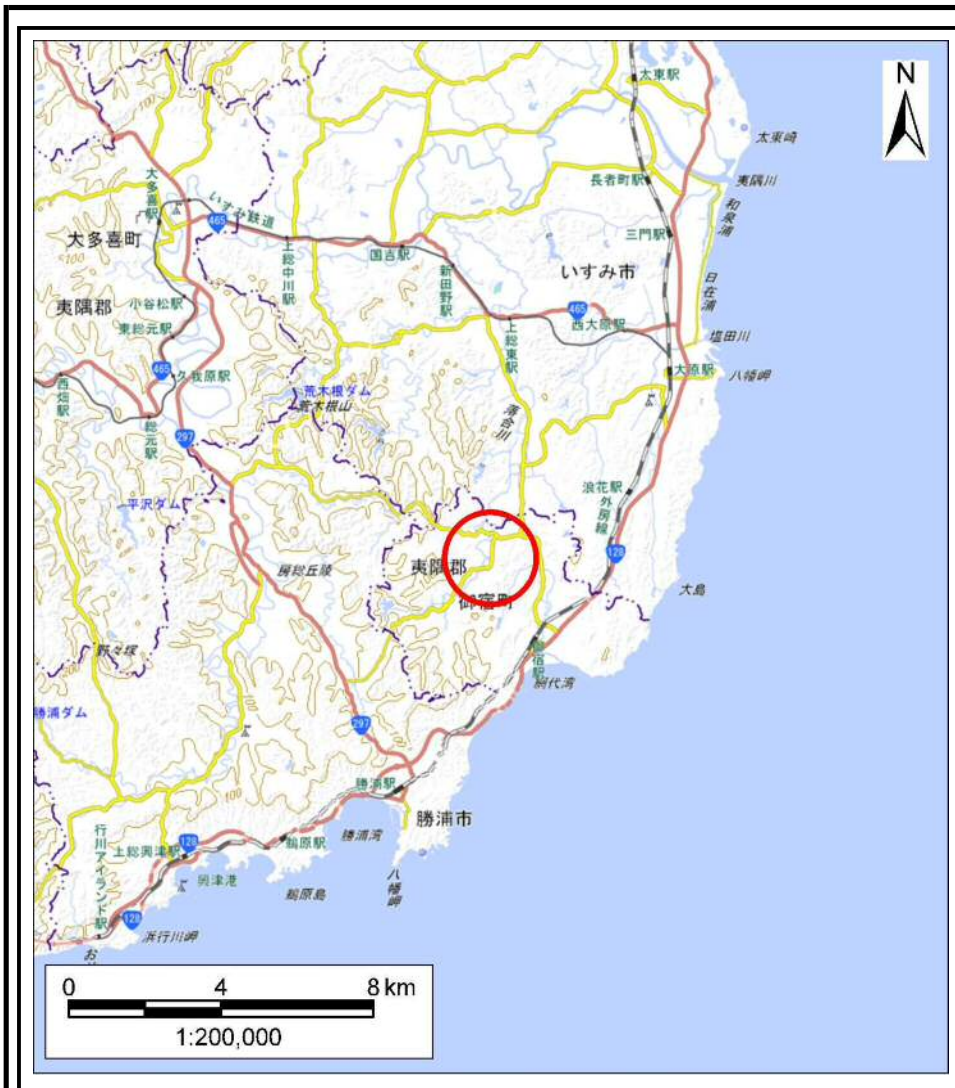 N
太東駅
太東崎
長者町駅
夷隅川
和泉浦
大多喜駅
いすみ鉄道
465
大多喜町
上総中川駅
国吉駅
三門駅
新田野駅
いすみ市
日在浦
夷隅郡
小谷松駅
東総元駅
465
上総東駅
西大原駅
塩田川
465
久我原駅
西畑駅
総元駅
大原駅
八幡岬
荒木根ダム
荒木根山
落合川
297
平沢ダム
浪花駅
外房線
128
房総丘陵
夷隅郡
御宿町
大島
野々塚
御宿駅
網代湾
勝浦ダム
297
勝浦駅
勝浦市
勝浦湾
100
行川アイランド駅
上総興津駅
128
鵜原駅
興津港
鵜原島
八幡岬
128
浜行川岬
0 4 8 km
1:200,000